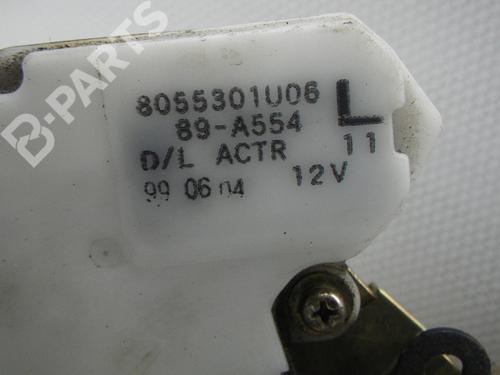 B-PARTS
8055301U06
89-A554
L
D/L ACTR
11
99 06 04
12V